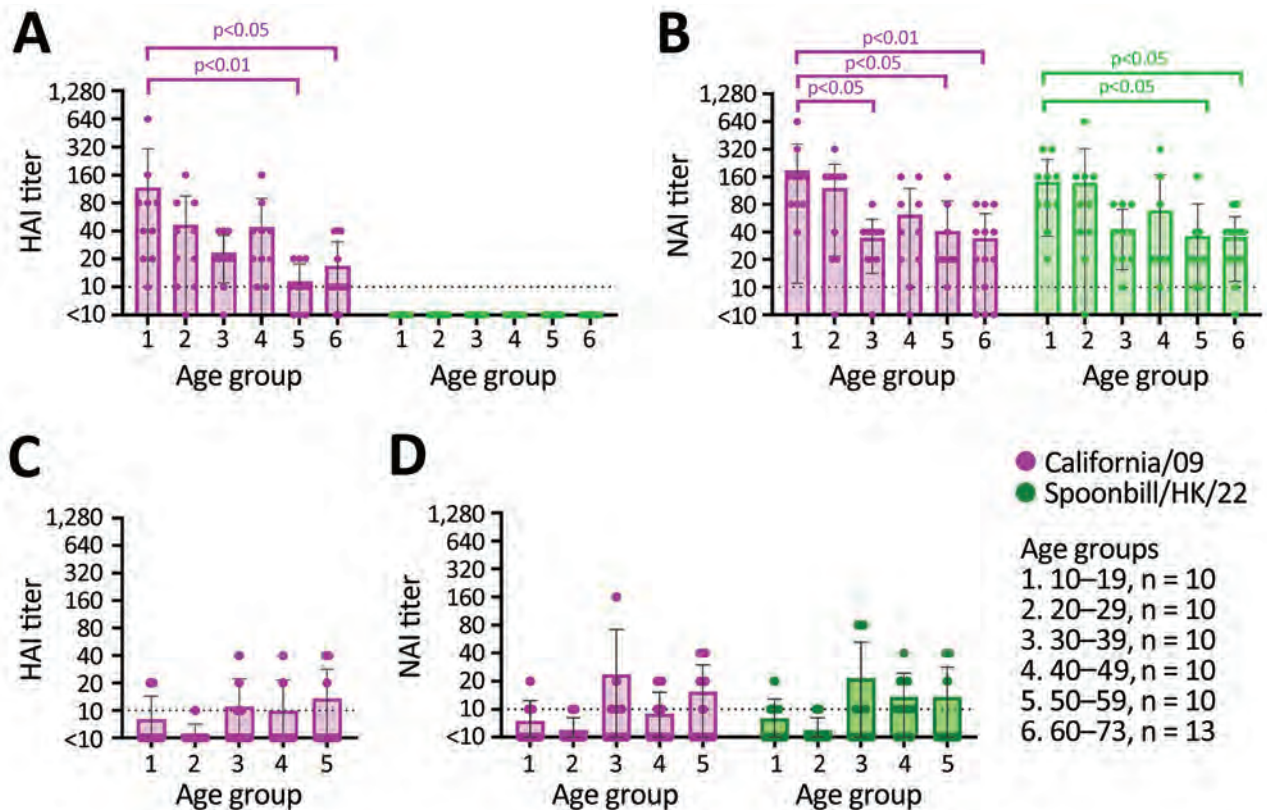 A
p<0.05
p<0.01
HAI titer
1,280
640
320
160
80
40
20
10
<10
1 2 3 4 5 6
1 2 3 4 5 6
Age group
Age group
B
p<0.01
p<0.05
p<0.05
p<0.05
p<0.05
NAI titer
1,280
640
320
160
80
40
20
10
<10
1 2 3 4 5 6
1 2 3 4 5 6
Age group
Age group
C
HAI titer
1,280
640
320
160
80
40
20
10
<10
1 2 3 4 5
Age group
D
NAI titer
1,280
640
320
160
80
40
20
10
<10
1 2 3 4 5
1 2 3 4 5
Age group
Age group
California/09
Spoonbill/HK/22
Age groups
1. 10–19, n = 10
2. 20–29, n = 10
3. 30–39, n = 10
4. 40–49, n = 10
5. 50–59, n = 10
6. 60–73, n = 13